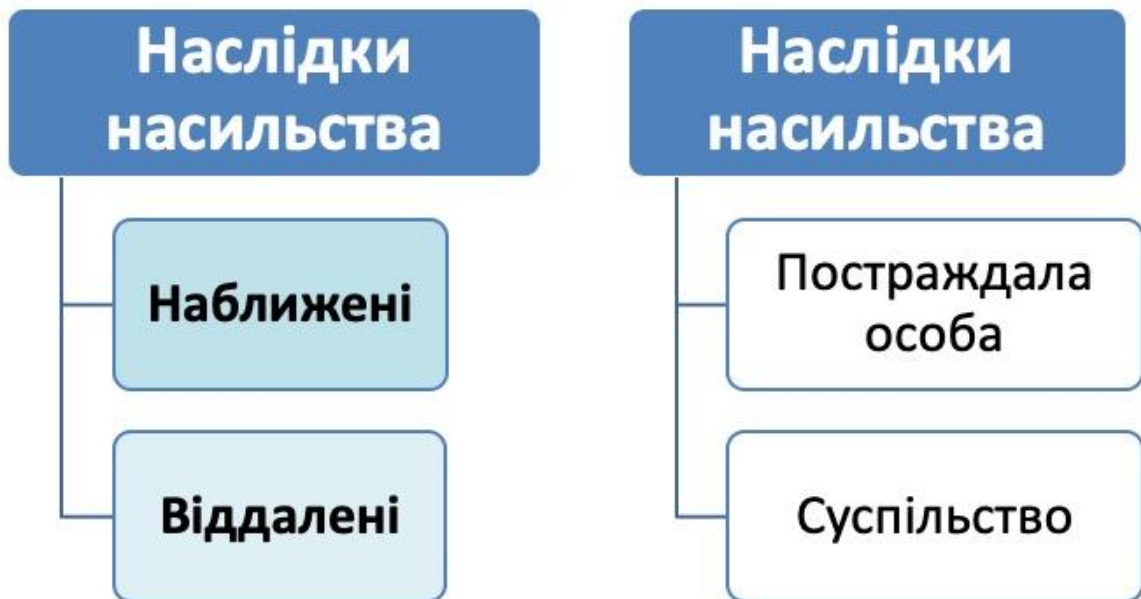 Наслідки
насильства
Наближені
Віддалені
Наслідки
насильства
Постраждала
особа
Суспільство